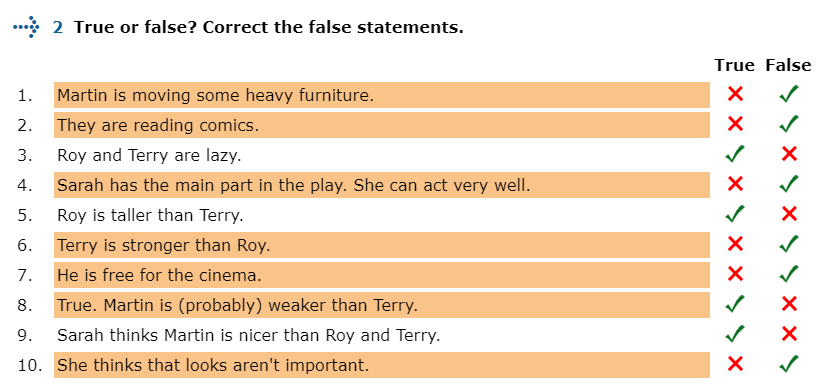 2 True or false? Correct the false statements.
True False
1. Martin is moving some heavy furniture.
2. They are reading comics.
3. Roy and Terry are lazy.
4. Sarah has the main part in the play. She can act very well.
5. Roy is taller than Terry.
6. Terry is stronger than Roy.
7. He is free for the cinema.
8. True. Martin is (probably) weaker than Terry.
9. Sarah thinks Martin is nicer than Roy and Terry.
10. She thinks that looks aren't important.